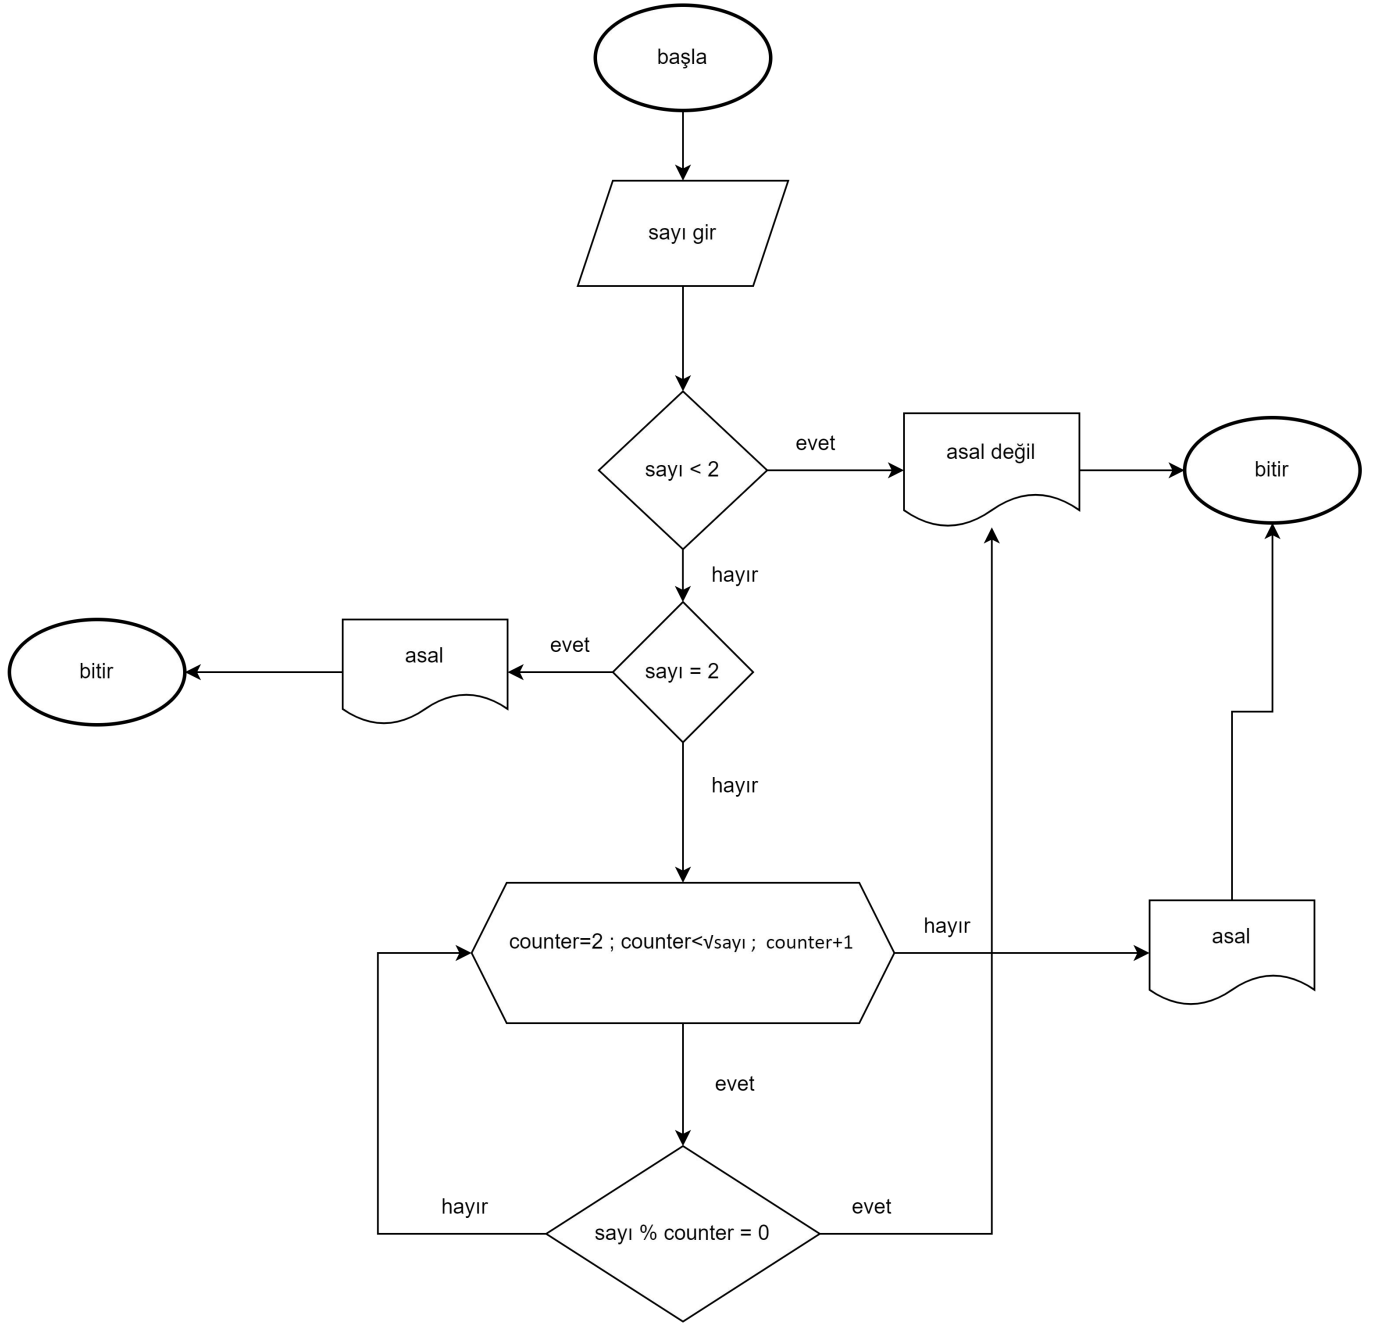 başla
sayı gir
sayı < 2
evet
asal değil
bitir
hayır
bitir
asal
evet
sayı = 2
hayır
counter=2 ; counter<√sayı ; counter+1
hayır
asal
evet
hayır
sayı % counter = 0
evet